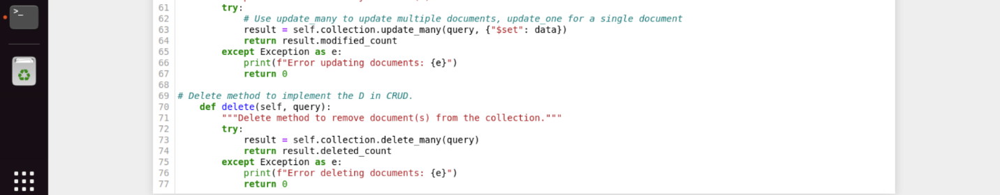 >_
61 try:
62 # Use update_many to update multiple documents, update_one for a single document
63 result = self.collection.update_many(query, {"$set": data})
64 return result.modified_count
65 except Exception as e:
66 print(f"Error updating documents: {e}")
67 return 0
68
69 # Delete method to implement the D in CRUD.
70 def delete(self, query):
71 """Delete method to remove document(s) from the collection."""
72 try:
73 result = self.collection.delete_many(query)
74 return result.deleted_count
75 except Exception as e:
76 print(f"Error deleting documents: {e}")
77 return 0